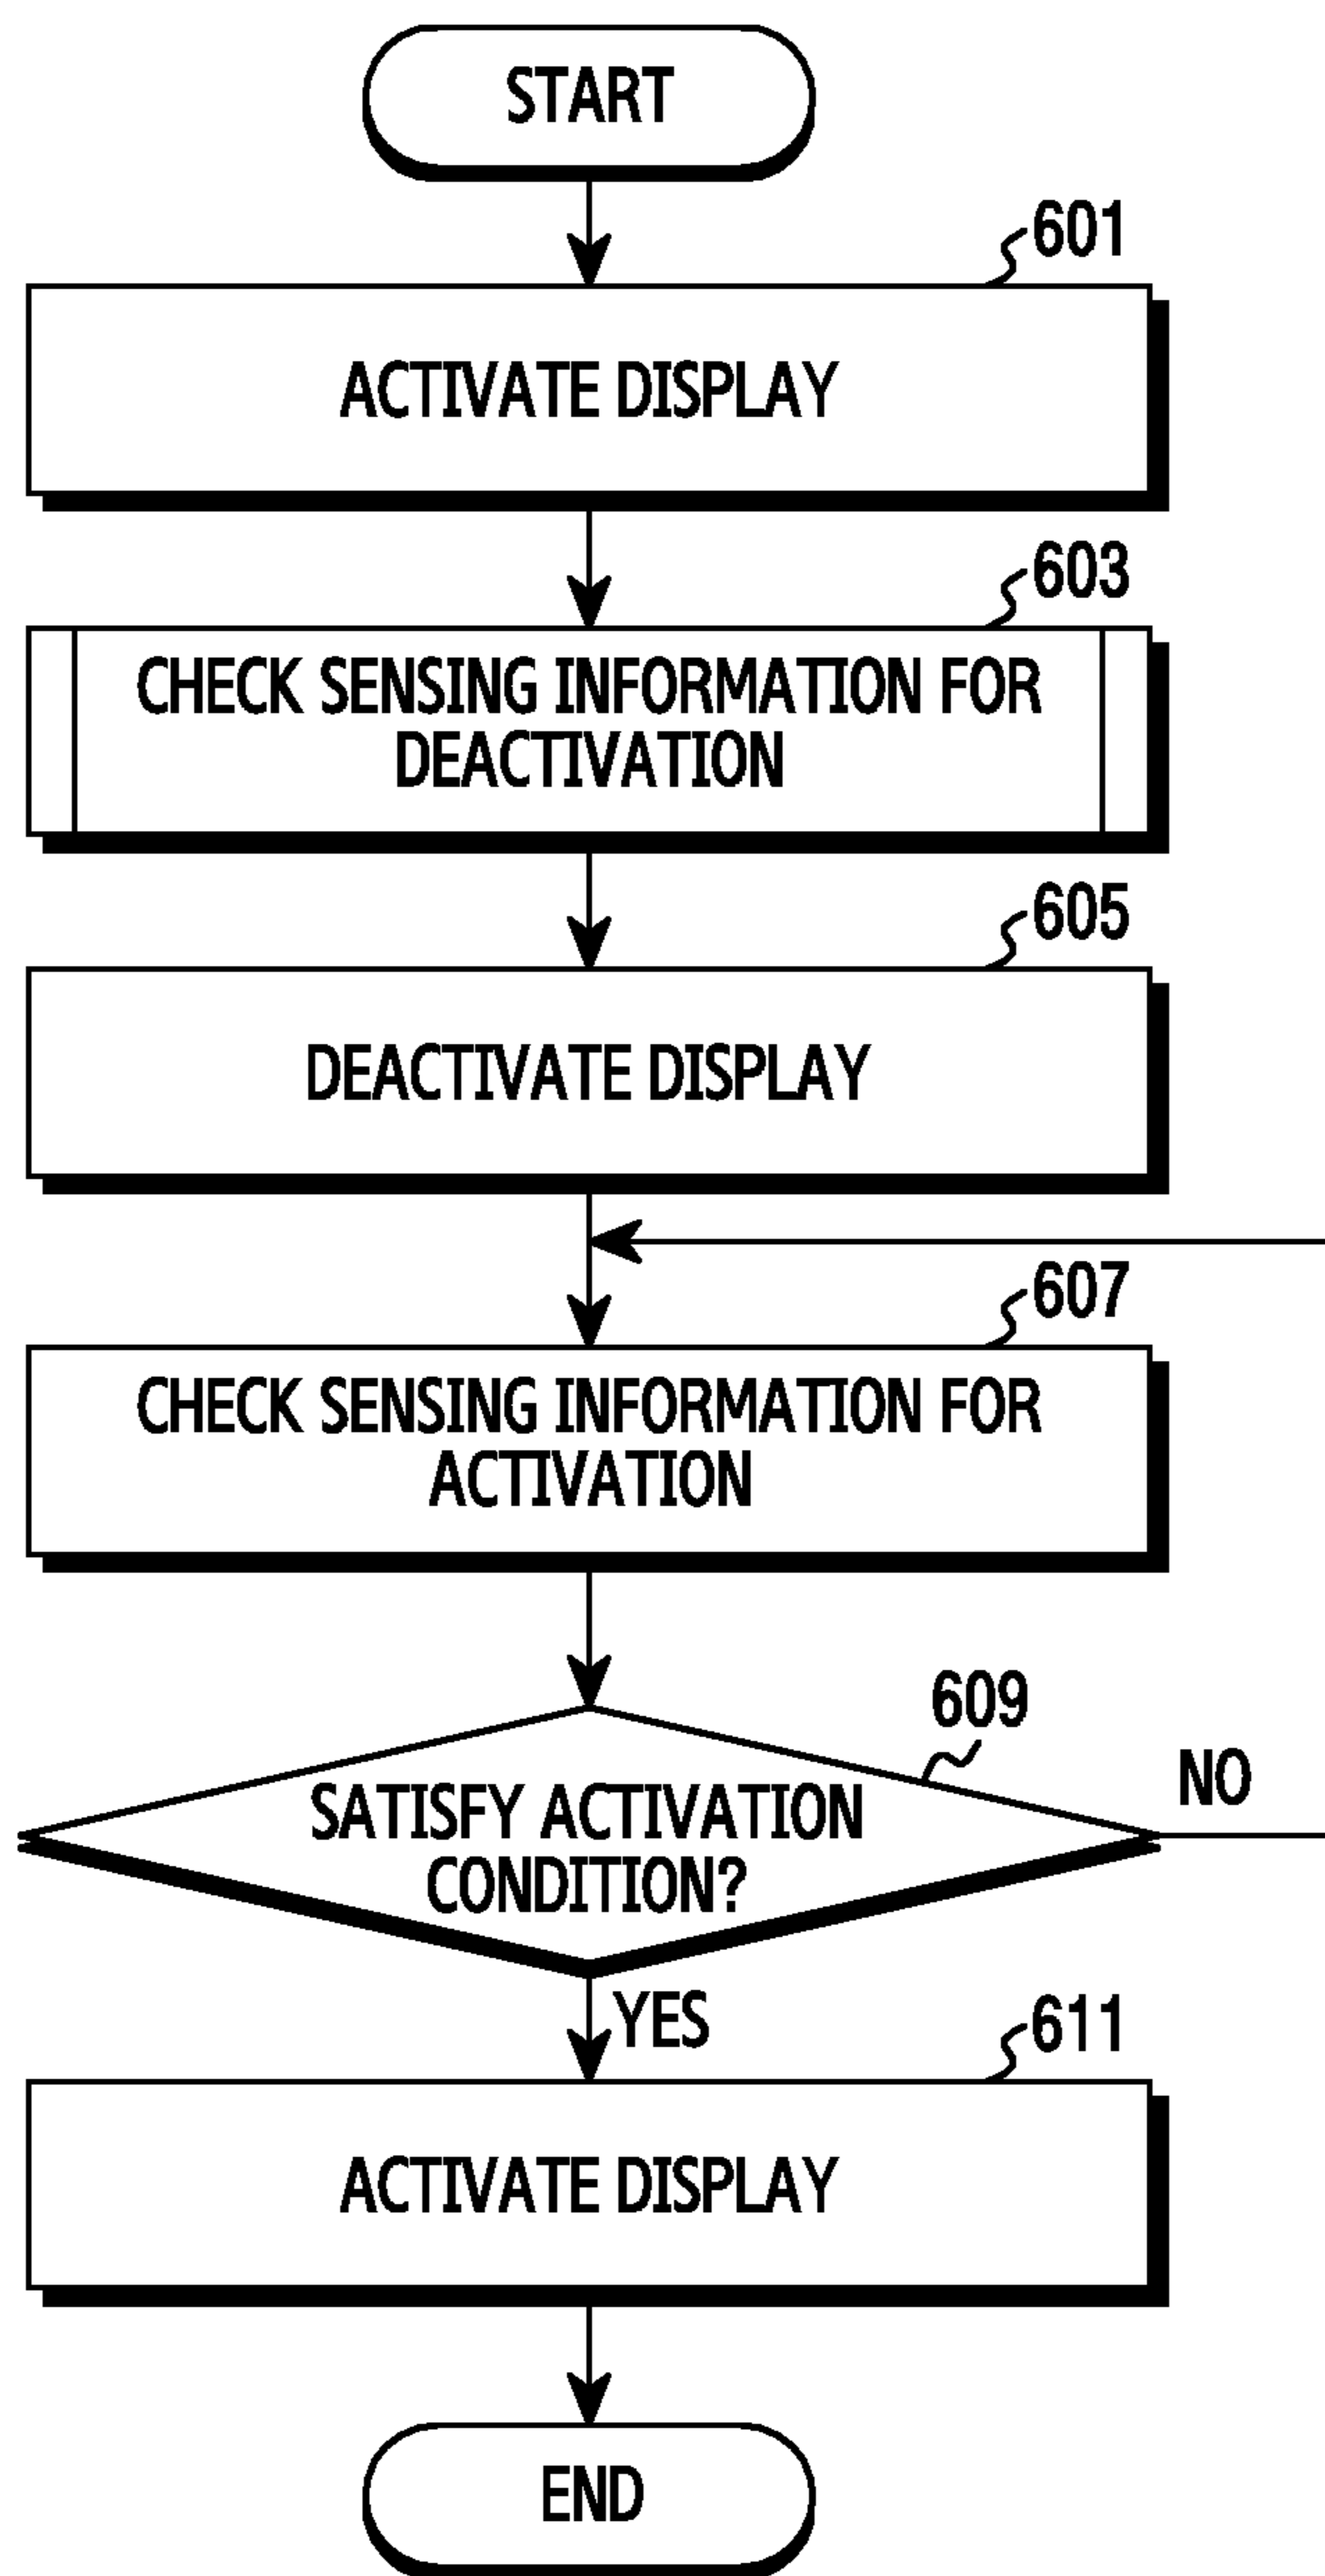 START
601
ACTIVATE DISPLAY
603
CHECK SENSING INFORMATION FOR
DEACTIVATION
605
DEACTIVATE DISPLAY
607
CHECK SENSING INFORMATION FOR
ACTIVATION
609
SATISFY ACTIVATION
CONDITION?
NO
YES
611
ACTIVATE DISPLAY
END